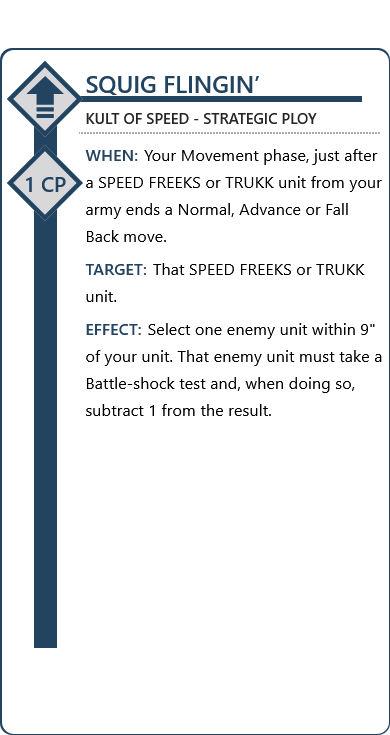 SQUIG FLINGIN’
KULT OF SPEED - STRATEGIC PLOY
1 CP
WHEN: Your Movement phase, just after
a SPEED FREEKS or TRUKK unit from your
army ends a Normal, Advance or Fall
Back move.
TARGET: That SPEED FREEKS or TRUKK
unit.
EFFECT: Select one enemy unit within 9"
of your unit. That enemy unit must take a
Battle-shock test and, when doing so,
subtract 1 from the result.